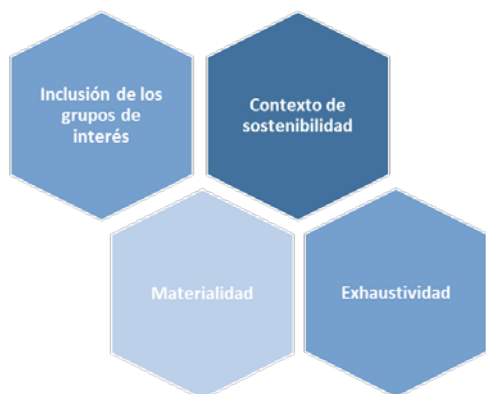 Inclusión de los
grupos de
interés
Contexto de
sostenibilidad
Materialidad
Exhaustividad